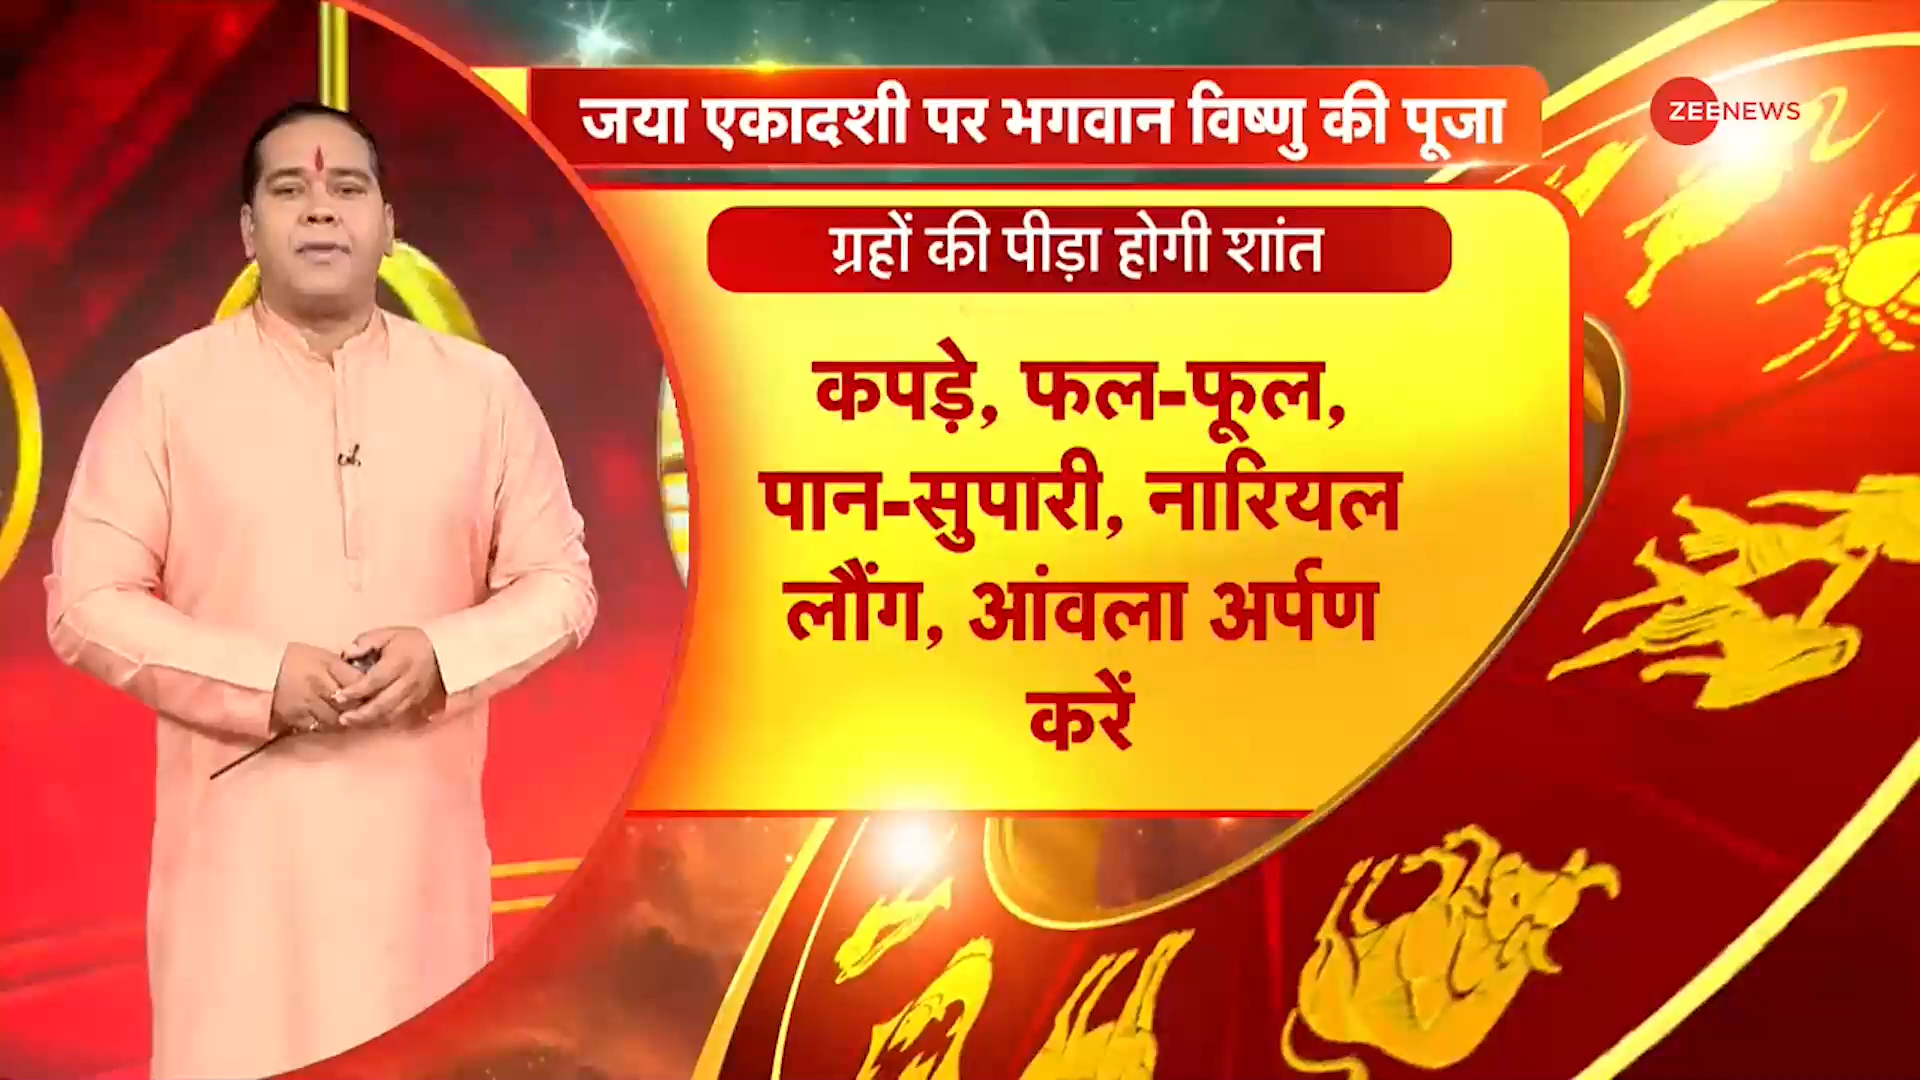 जया एकादशी पर भगवान विष्णु की पूजा
ZEENEWS
ग्रहों की पीड़ा होगी शांत
कपड़े, फल-फूल,
पान-सुपारी, नारियल
लौंग, आंवला अर्पण
करें